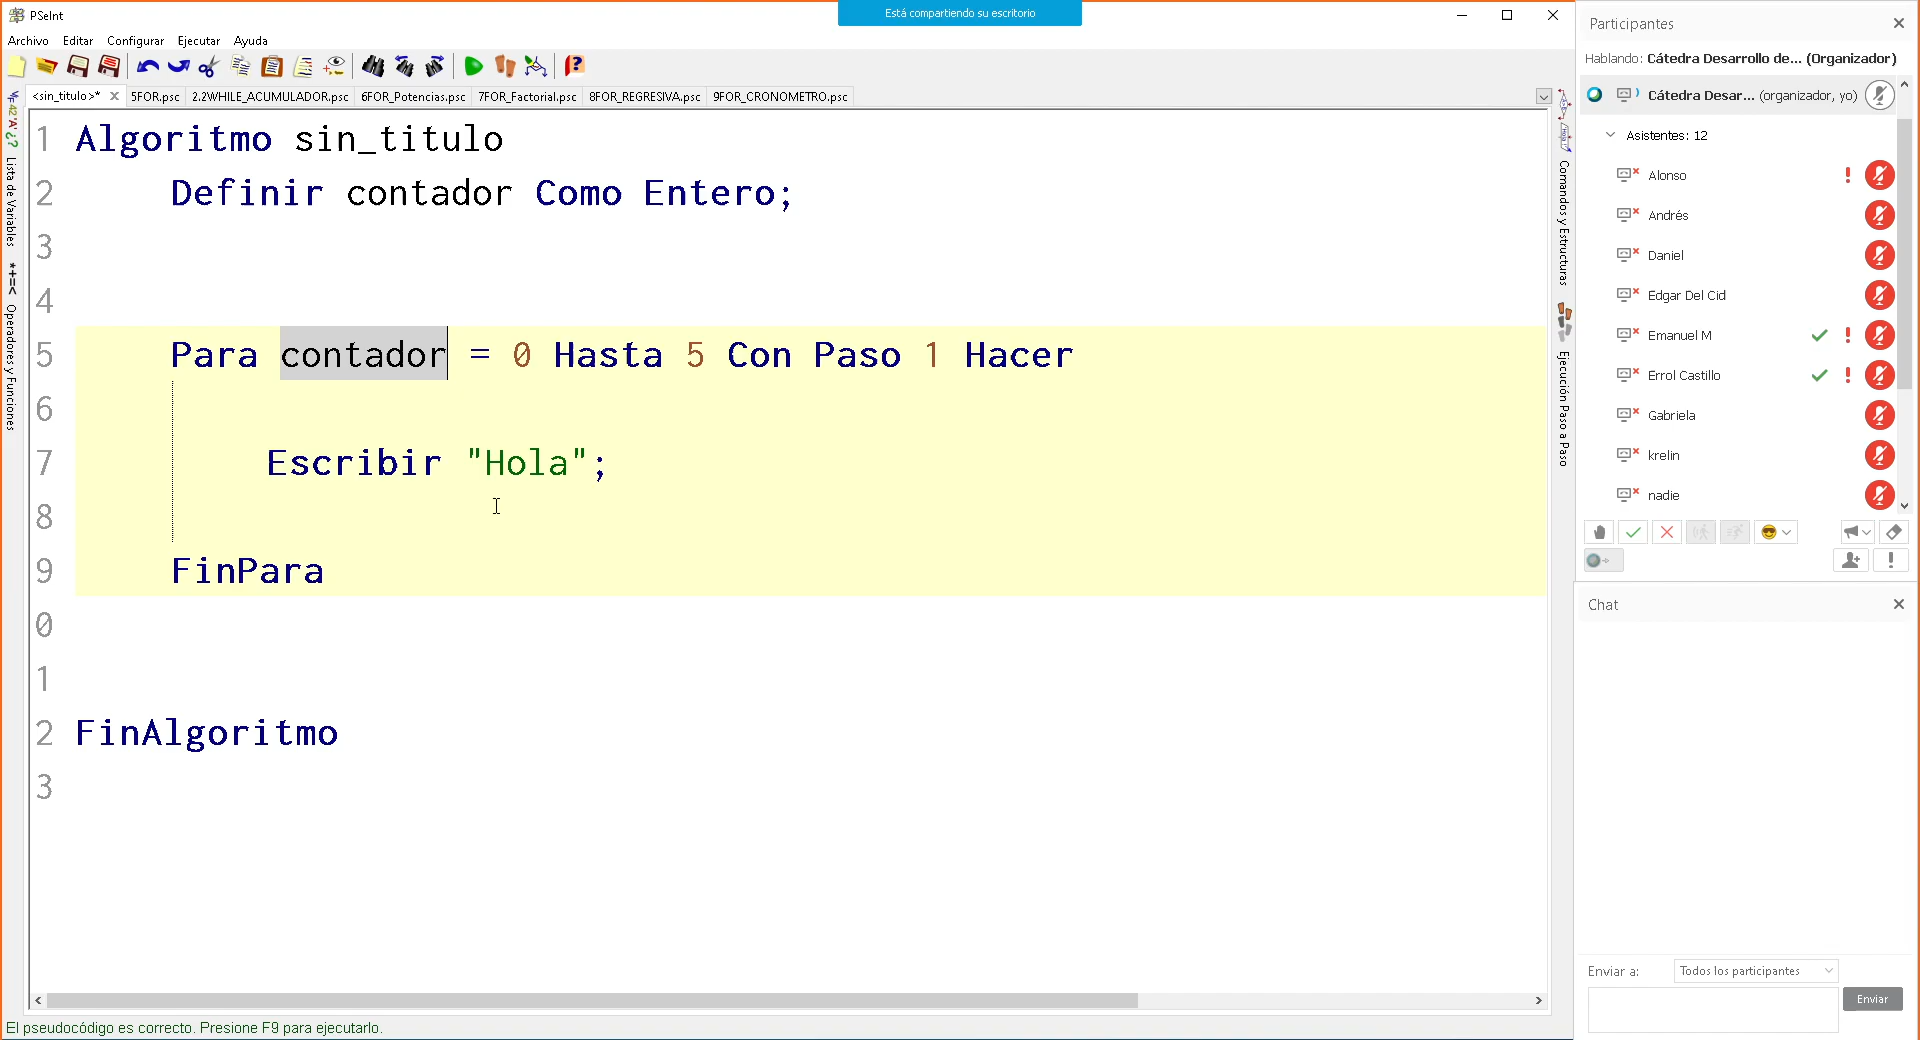 PSeInt
Está compartiendo su escritorio
Archivo Editar Configurar Ejecutar Ayuda
<sin_titulo>* 5FOR.psc 2.2WHILE_ACUMULADOR.psc 6FOR_Potencias.psc 7FOR_Factorial.psc 8FOR_REGRESIVA.psc 9FOR_CRONOMETRO.psc
1 Algoritmo sin_titulo
2 Definir contador Como Entero;
3
4
5 Para contador = 0 Hasta 5 Con Paso 1 Hacer
6
7 Escribir "Hola";
8
9 FinPara
0
1
2 FinAlgoritmo
3
El pseudocódigo es correcto. Presione F9 para ejecutarlo.
Lista de Variables
*+=< Operadores y Funciones
Comandos y Estructuras
Ejecución Paso a Paso
Participantes
Hablando: Cátedra Desarrollo de... (Organizador)
Cátedra Desar... (organizador, yo)
Asistentes: 12
Alonso
Andrés
Daniel
Edgar Del Cid
Emanuel M
Errol Castillo
Gabriela
krelin
nadie
Chat
Enviar a: Todos los participantes
Enviar